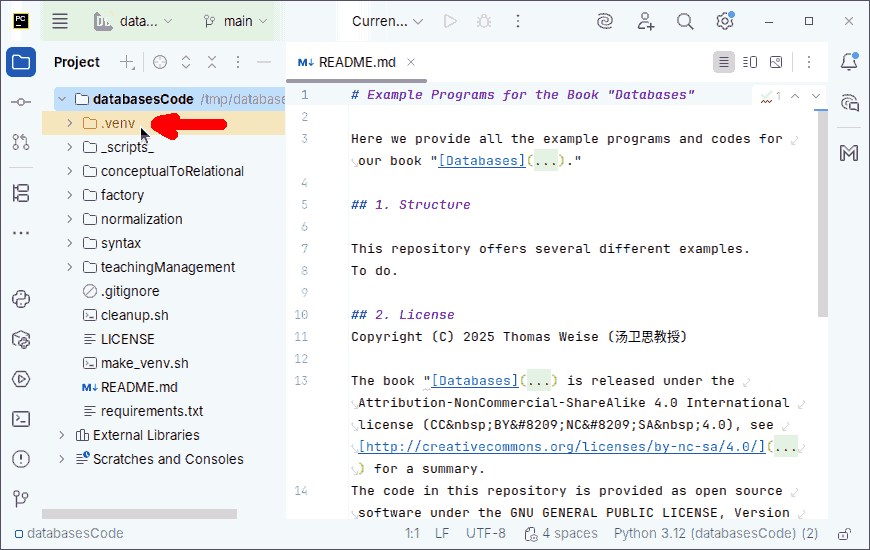 PC
DC
data...
main
Curren...
Project
README.md
databasesCode /tmp/database
.venv
_scripts_
conceptualToRelational
factory
normalization
syntax
teachingManagement
.gitignore
cleanup.sh
LICENSE
make_venv.sh
README.md
requirements.txt
External Libraries
Scratches and Consoles
1
1 # Example Programs for the Book "Databases"
2
3 Here we provide all the example programs and codes for
our book "[Databases](...)."
4
5 ## 1. Structure
6
7 This repository offers several different examples.
8 To do.
9
10 ## 2. License
11 Copyright (C) 2025 Thomas Weise (汤卫思教授)
12
13 The book "[Databases](...) is released under the
Attribution-NonCommercial-ShareAlike 4.0 International
license (CC&nbsp;BY&#8209;NC&#8209;SA&nbsp;4.0), see
[http://creativecommons.org/licenses/by-nc-sa/4.0/](...
) for a summary.
14 The code in this repository is provided as open source
software under the GNU GENERAL PUBLIC LICENSE, Version
databasesCode
1:1 LF UTF-8 4 spaces Python 3.12 (databasesCode) (2)